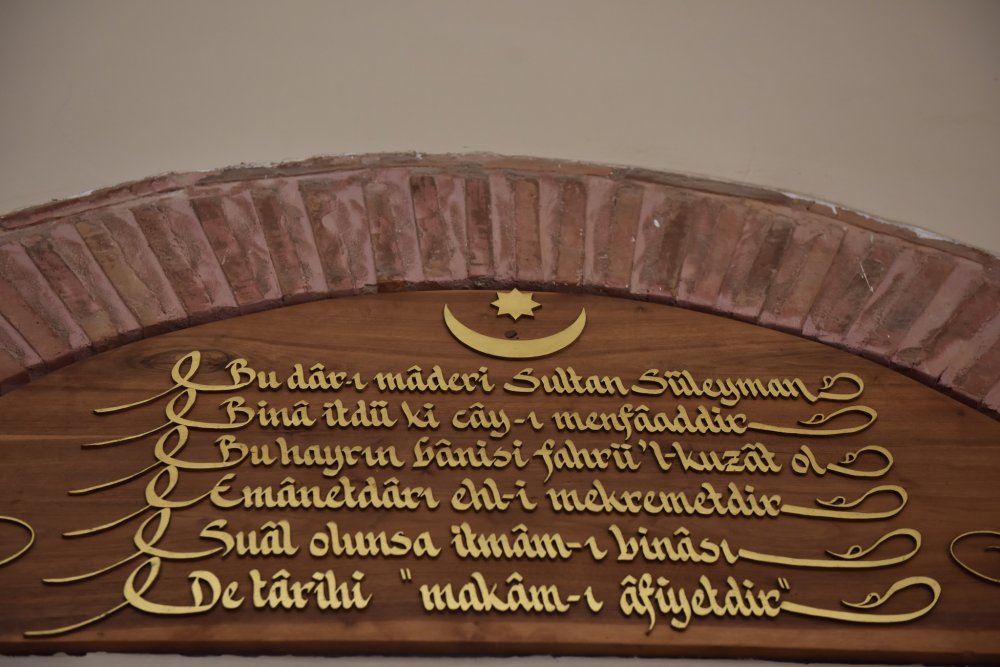 Bu dâr-ı mâderi Sultan Süleyman
Binâ itdü ki cây-ı menfâaddir
Bu hayrın bânisi fahrü'l-kuzât ol
Emânetdârı ehl-i mekremetdir
Suâl olunsa itmâm-ı binâsı
De târihi "makâm-ı âfiyetdir"